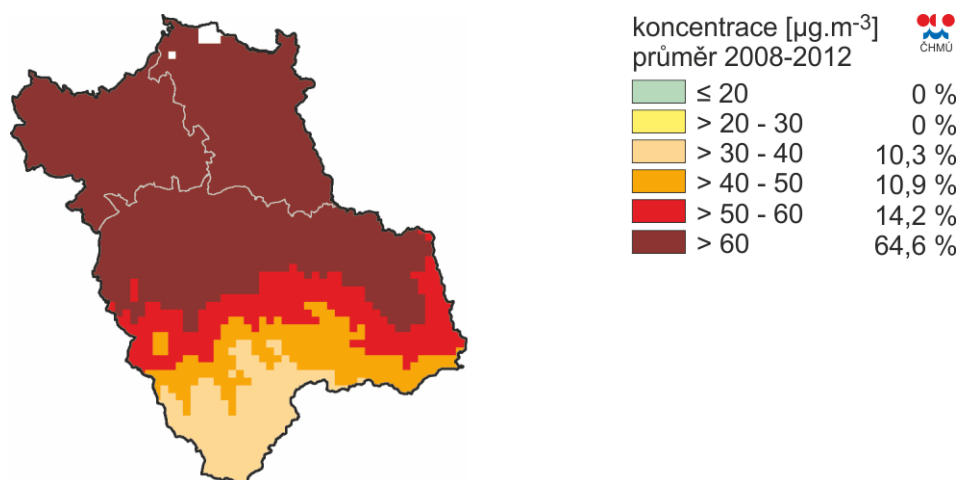 koncentrace [µg.m-3]
průměr 2008-2012
ČHMÚ
≤ 20 0 %
> 20 - 30 0 %
> 30 - 40 10,3 %
> 40 - 50 10,9 %
> 50 - 60 14,2 %
> 60 64,6 %